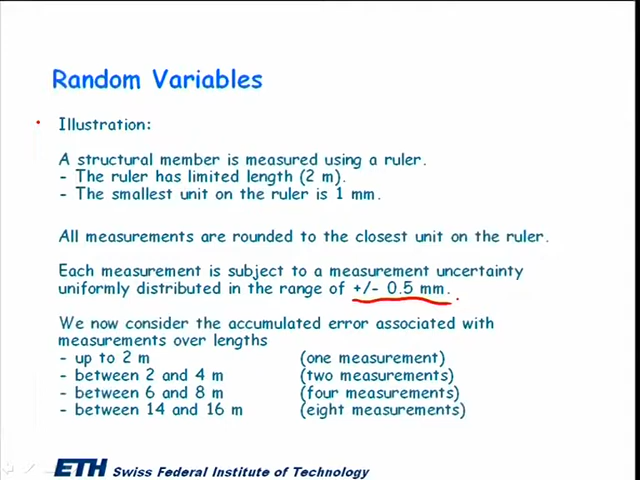 Random Variables
Illustration:
A structural member is measured using a ruler.
- The ruler has limited length (2 m).
- The smallest unit on the ruler is 1 mm.
All measurements are rounded to the closest unit on the ruler.
Each measurement is subject to a measurement uncertainty
uniformly distributed in the range of +/- 0.5 mm.
We now consider the accumulated error associated with
measurements over lengths
- up to 2 m (one measurement)
- between 2 and 4 m (two measurements)
- between 6 and 8 m (four measurements)
- between 14 and 16 m (eight measurements)
ETH Swiss Federal Institute of Technology